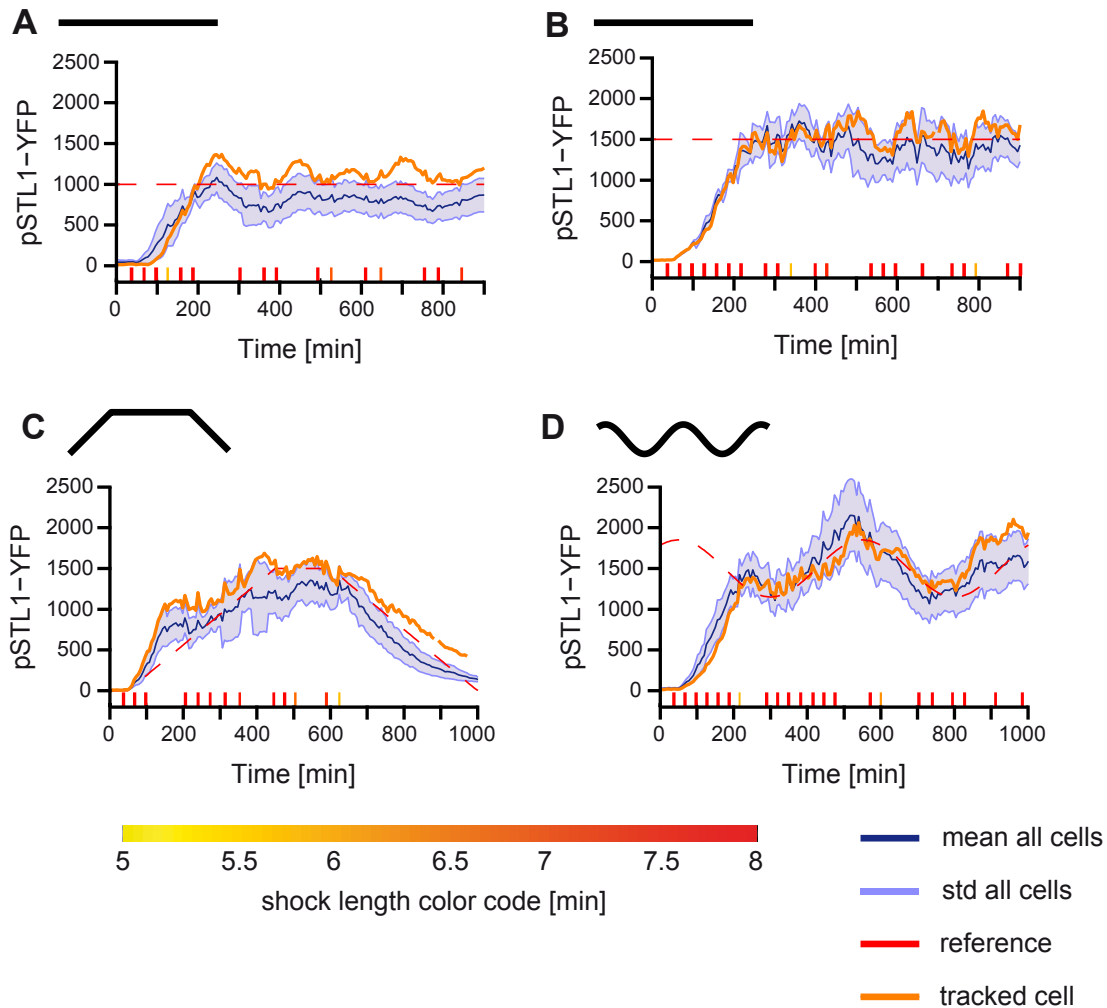 A
2500
2000
1500
1000
500
0
pSTL1−YFP
0 200 400 600 800
Time [min]
B
2500
2000
1500
1000
500
0
pSTL1−YFP
0 200 400 600 800
Time [min]
C
2500
2000
1500
1000
500
0
pSTL1−YFP
0 200 400 600 800 1000
Time [min]
D
2500
2000
1500
1000
500
0
pSTL1−YFP
0 200 400 600 800 1000
Time [min]
5 5.5 6 6.5 7 7.5 8
shock length color code [min]
mean all cells
std all cells
reference
tracked cell